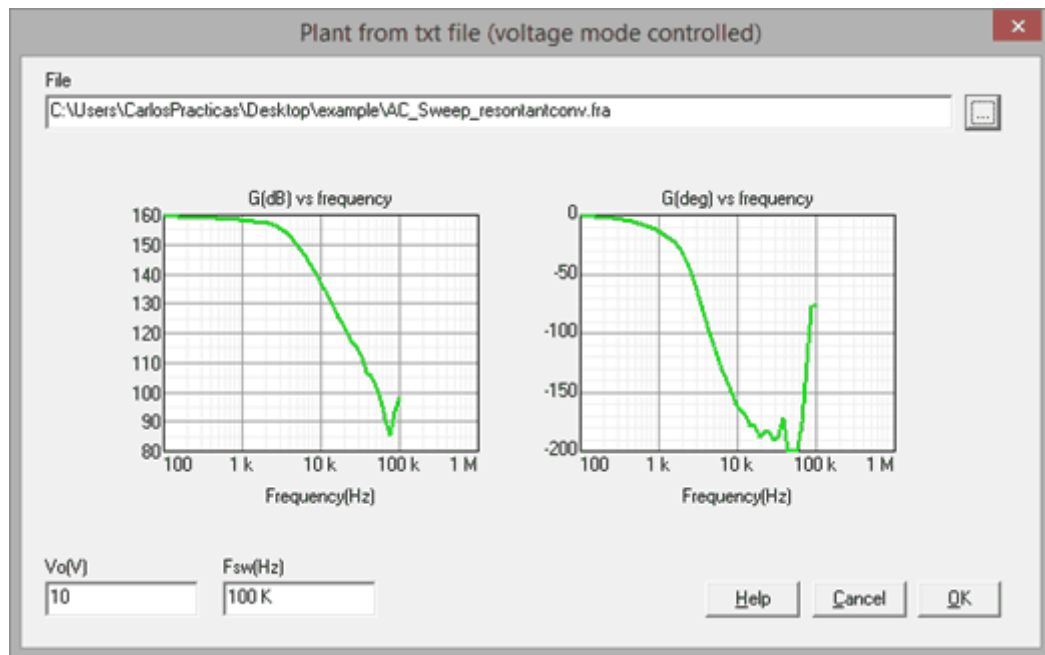 Plant from txt file (voltage mode controlled)
×
File
C:\Users\CarlosPracticas\Desktop\example\AC_Sweep_resontantconv.fra
...
G(dB) vs frequency
160
150
140
130
120
110
100
90
80
100 1 k 10 k 100 k 1 M
Frequency(Hz)
G(deg) vs frequency
0
-50
-100
-150
-200
100 1 k 10 k 100 k 1 M
Frequency(Hz)
Vo(V) Fsw(Hz)
10 100 K
Help Cancel OK